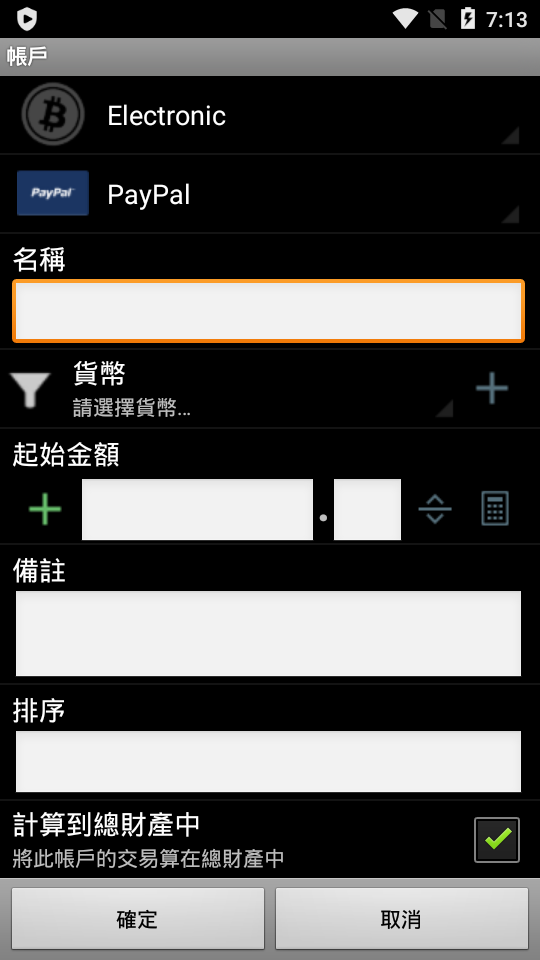 7:13
帳戶
Electronic
PayPal
PayPal
名稱
貨幣
請選擇貨幣...
起始金額
.
備註
排序
計算到總財產中
將此帳戶的交易算在總財產中
確定
取消